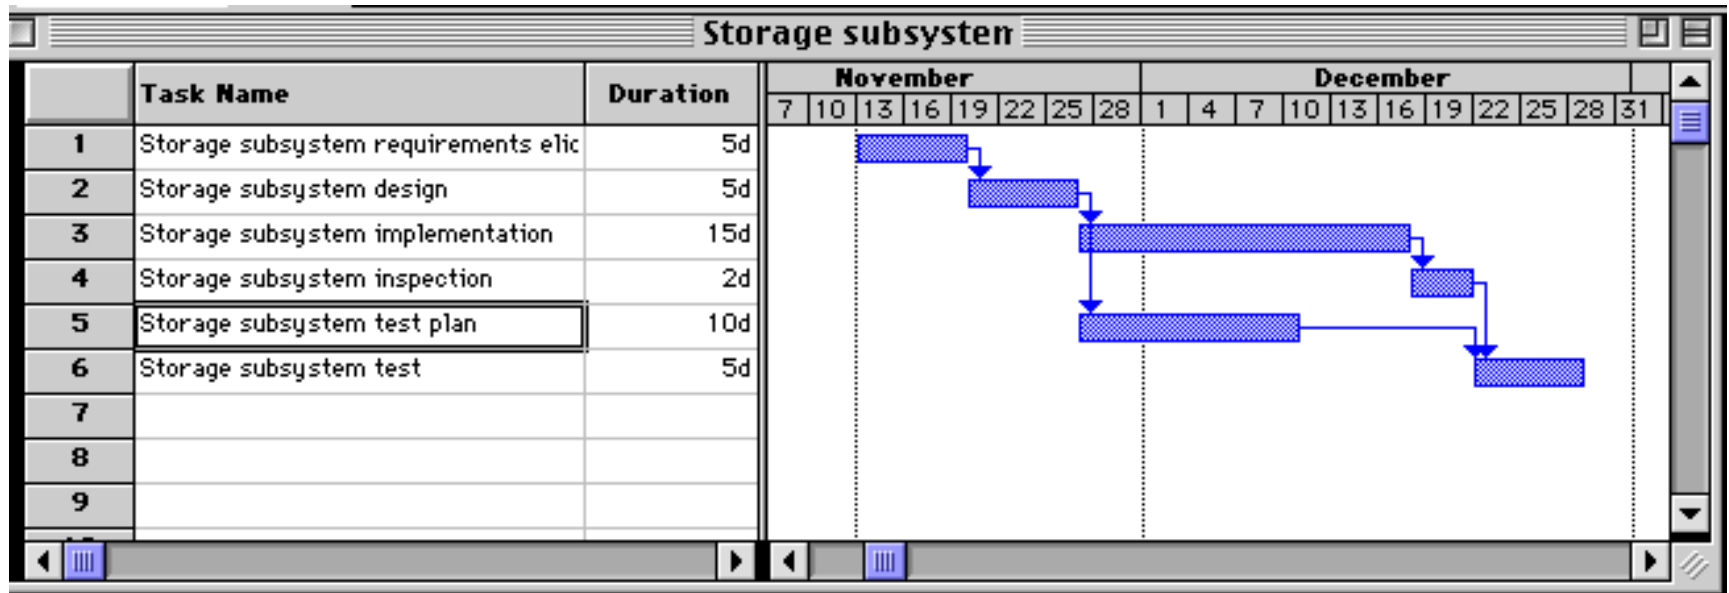 Storage subsystem
Task Name Duration
November December
7 10 13 16 19 22 25 28 1 4 7 10 13 16 19 22 25 28 31
1 Storage subsystem requirements elic 5d
2 Storage subsystem design 5d
3 Storage subsystem implementation 15d
4 Storage subsystem inspection 2d
5 Storage subsystem test plan 10d
6 Storage subsystem test 5d
7
8
9